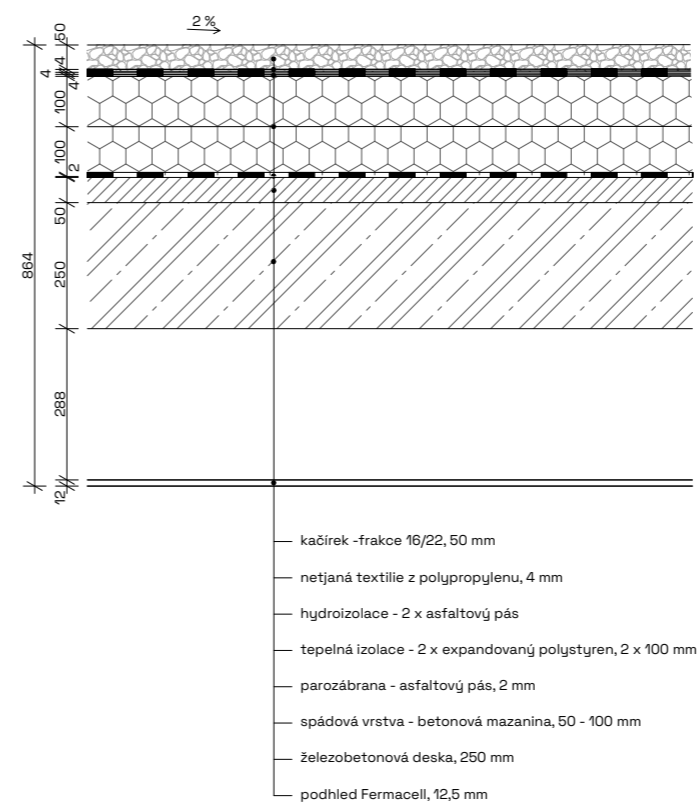 2 %
50
4
4
4
100
100
2
50
250
864
288
12
kačírek -frakce 16/22, 50 mm
netjaná textilie z polypropylenu, 4 mm
hydroizolace - 2 x asfaltový pás
tepelná izolace - 2 x expandovaný polystyren, 2 x 100 mm
parozábrana - asfaltový pás, 2 mm
spádová vrstva - betonová mazanina, 50 - 100 mm
železobetonová deska, 250 mm
podhled Fermacell, 12,5 mm